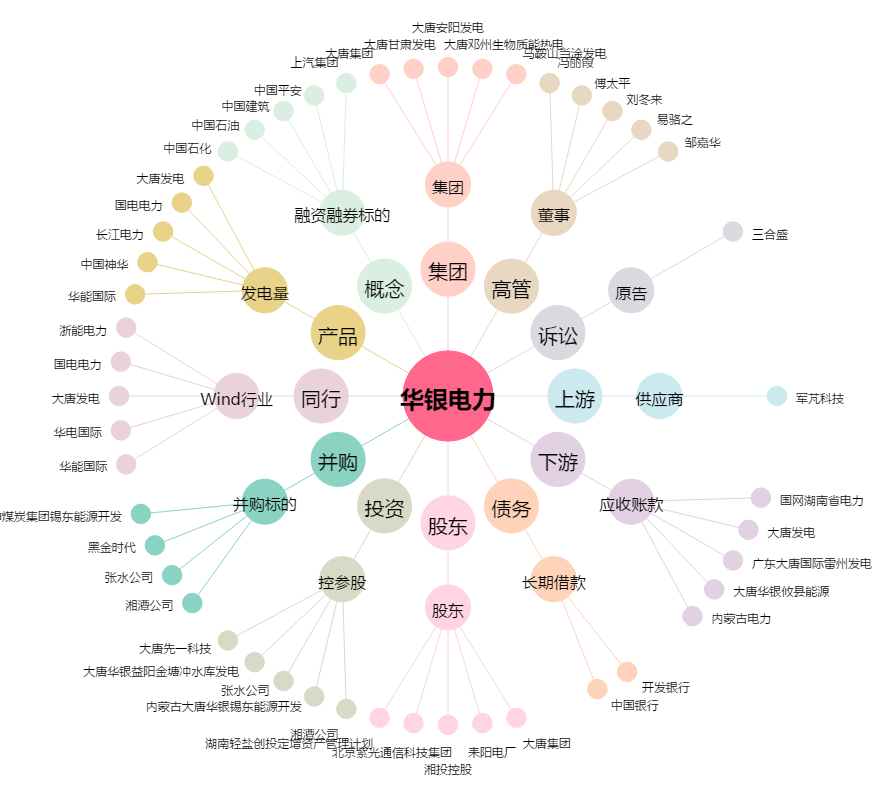 大唐安阳发电
大唐甘肃发电
大唐邓州生物质能热电
大唐集团
马鞍山当涂发电
上汽集团
冯丽霞
中国平安
傅太平
中国建筑
刘冬来
中国石油
易骆之
中国石化
邹嘉华
大唐发电
集团
国电电力
融资融券标的
董事
长江电力
三合盛
中国神华
集团
概念
高管
发电量
原告
华能国际
浙能电力
产品
诉讼
国电电力
大唐发电
Wind行业
同行
华银电力
上游
供应商
军芃科技
华电国际
华能国际
并购
下游
并购标的
应收账款
国网湖南省电力
煤炭集团锡东能源开发
投资
股东
债务
大唐发电
黑金时代
广东大唐国际雷州发电
张水公司
控参股
长期借款
大唐华银攸县能源
湘潭公司
股东
内蒙古电力
大唐先一科技
大唐华银益阳金塘冲水库发电
张水公司
开发银行
内蒙古大唐华银锡东能源开发
中国银行
湘潭公司
湖南轻盐创投定增资产管理计划
大唐集团
北京紫光通信科技集团
耒阳电厂
湘投控股